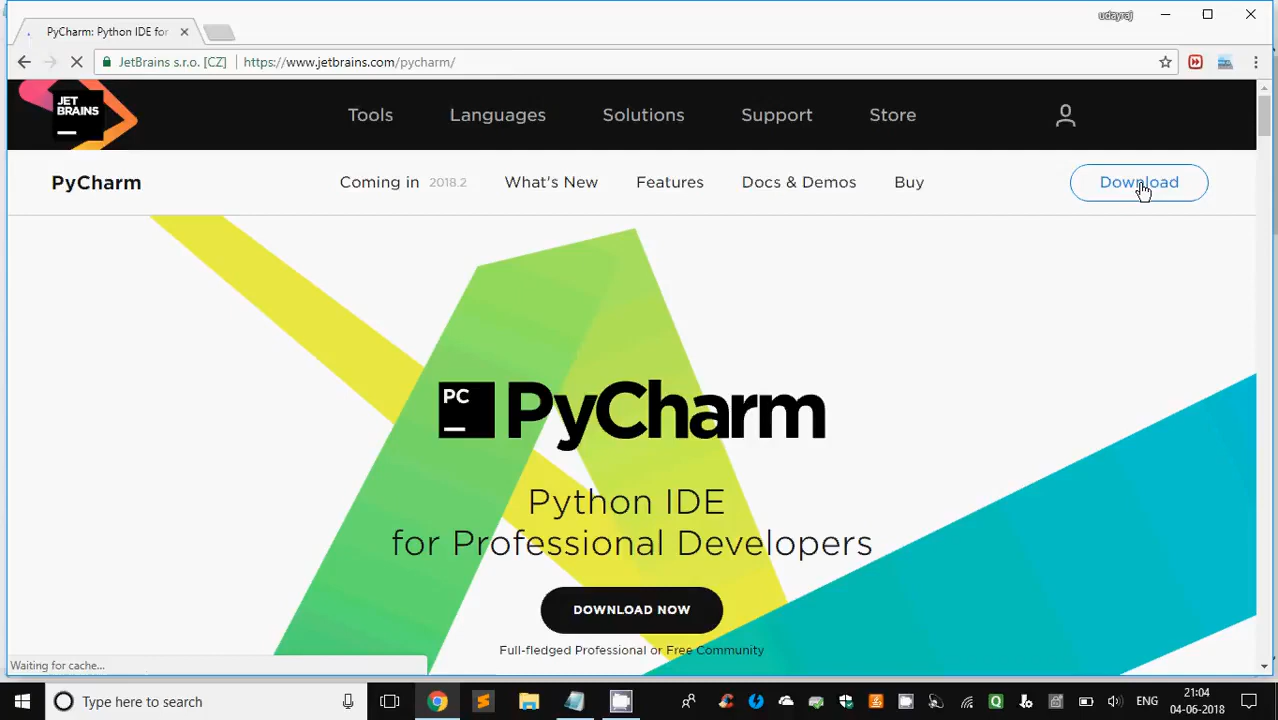 PyCharm: Python IDE for
udayraj
JetBrains s.r.o. [CZ] https://www.jetbrains.com/pycharm/
JET
BRAINS
Tools Languages Solutions Support Store
PyCharm Coming in 2018.2 What's New Features Docs & Demos Buy Download
PC
PyCharm
Python IDE
for Professional Developers
DOWNLOAD NOW
Full-fledged Professional or Free Community
Waiting for cache...
Type here to search
ENG
21:04
04-06-2018